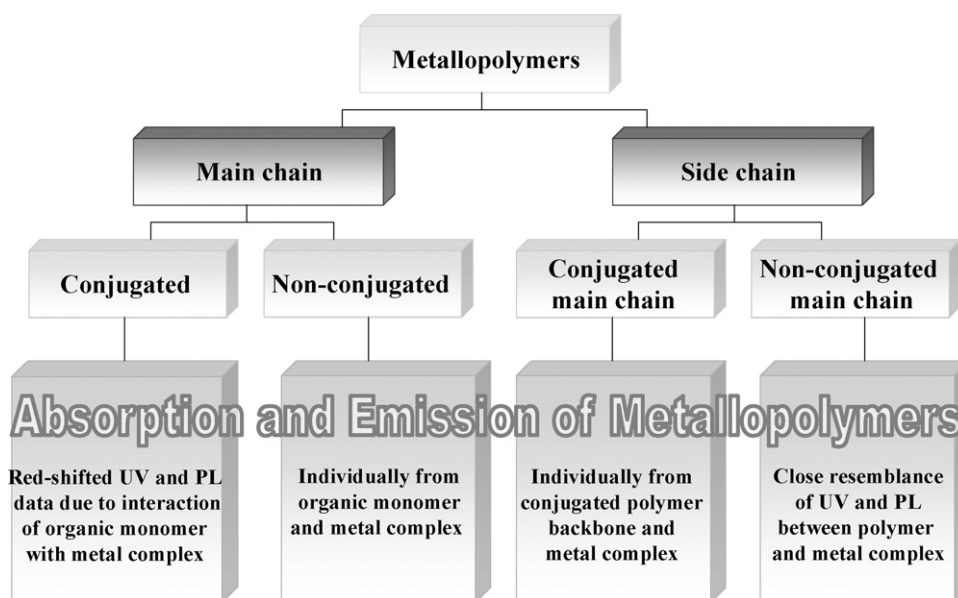 Metallopolymers
Main chain
Side chain
Conjugated
Non-conjugated
Conjugated
main chain
Non-conjugated
main chain
Absorption and Emission of Metallopolymers
Red-shifted UV and PL
data due to interaction
of organic monomer
with metal complex
Individually from
organic monomer
and metal complex
Individually from
conjugated polymer
backbone and
metal complex
Close resemblance
of UV and PL
between polymer
and metal complex